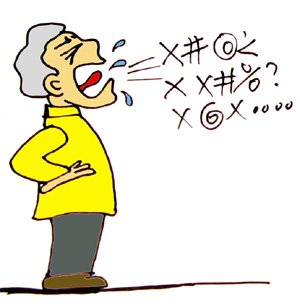 X # @ <
X X # % ?
X @ X ....